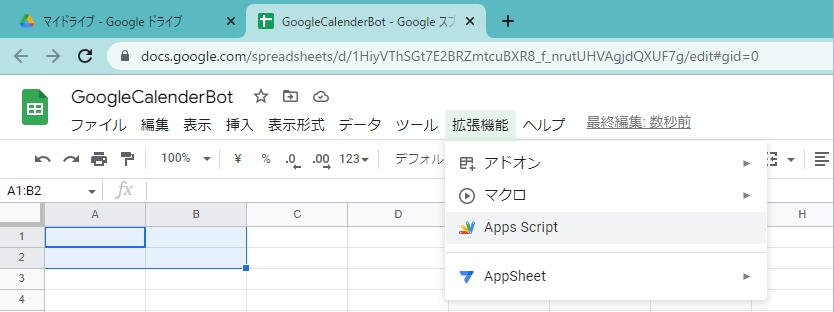 マイドライブ - Google ドライブ
GoogleCalenderBot - Google スプ
docs.google.com/spreadsheets/d/1HiyVThSGt7E2BRZmtcuBXR8_f_nrutUHVAgjdQXUF7g/edit#gid=0
GoogleCalenderBot
ファイル 編集 表示 挿入 表示形式 データ ツール 拡張機能 ヘルプ 最終編集: 数秒前
100% ¥ % .0 .00 123 デフォル
アドオン
A1:B2 fx
マクロ
A B C D H
Apps Script
1
2
3
AppSheet
4